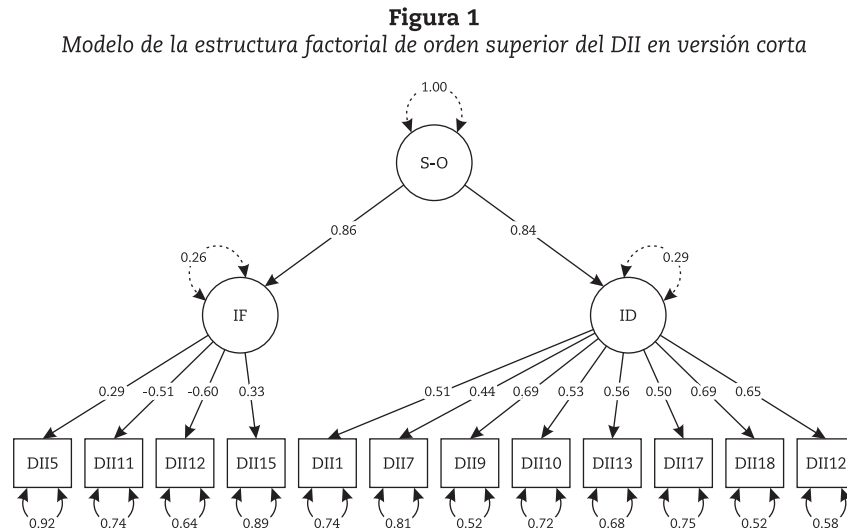 Figura 1
Modelo de la estructura factorial de orden superior del DII en versión corta
1.00
S-O
0.86 0.84
0.26 0.29
IF ID
0.29 -0.51 -0.60 0.33 0.51 0.44 0.69 0.53 0.56 0.50 0.69 0.65
DII5 DII11 DII12 DII15 DII1 DII7 DII9 DII10 DII13 DII17 DII18 DII12
0.92 0.74 0.64 0.89 0.74 0.81 0.52 0.72 0.68 0.75 0.52 0.58